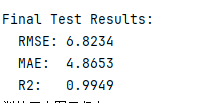 Final Test Results:
RMSE: 6.8234
MAE: 4.8653
R2: 0.9949